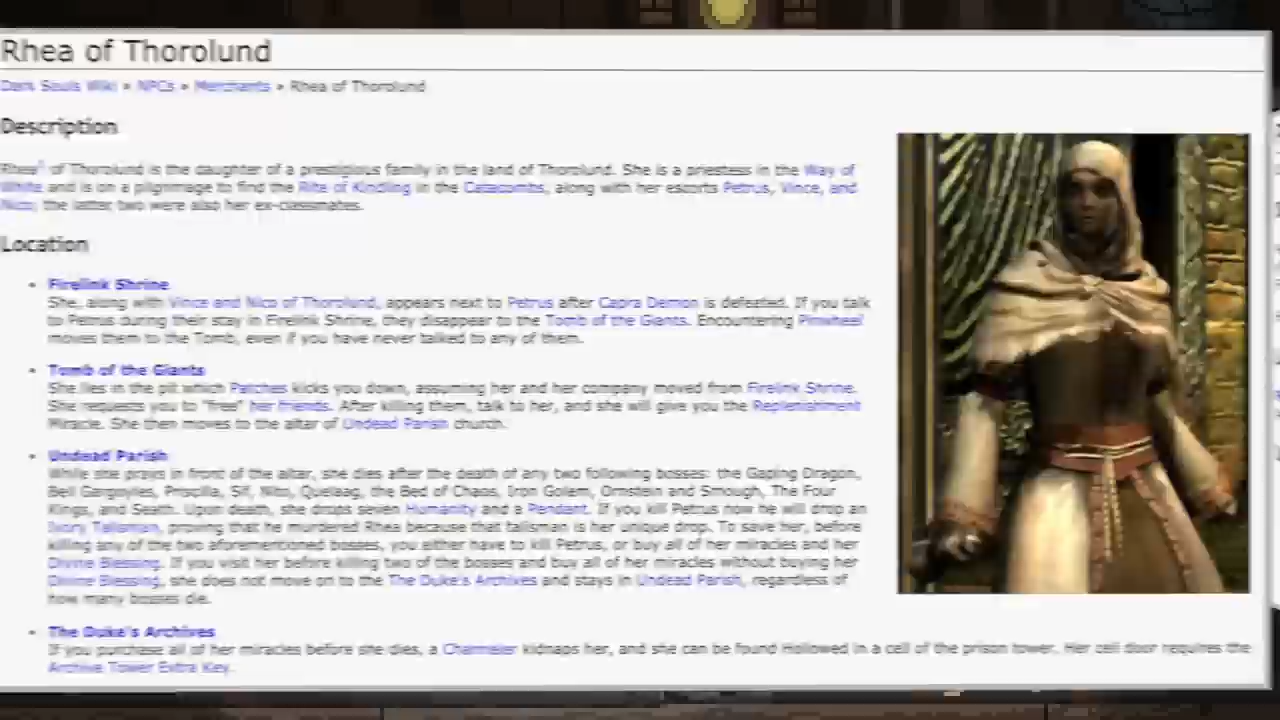 Rhea of Thorolund
Dark Souls Wiki » NPCs » Merchants » Rhea of Thorolund
Description
Rhea¹ of Thorolund is the daughter of a prestigious family in the land of Thorolund. She is a priestess in the Way of
White and is on a pilgrimage to find the Rite of Kindling in the Catacombs, along with her escorts Petrus, Vince, and
Nico, the latter two were also her ex-classmates.
Location
• Firelink Shrine
She, along with Vince and Nico of Thorolund, appears next to Petrus after Capra Demon is defeated. If you talk
to Petrus during their stay in Firelink Shrine, they disappear to the Tomb of the Giants. Encountering Pinwheel
moves them to the Tomb, even if you have never talked to any of them.
• Tomb of the Giants
She lies in the pit which Patches kicks you down, assuming her and her company moved from Firelink Shrine.
She requests you to "free" her friends. After killing them, talk to her, and she will give you the Replenishment
Miracle. She then moves to the altar of Undead Parish church.
• Undead Parish
While she prays in front of the altar, she dies after the death of any two following bosses: the Gaping Dragon,
Bell Gargoyles, Priscilla, Sif, Nito, Quelaag, the Bed of Chaos, Iron Golem, Ornstein and Smough, The Four
Kings, and Seath. Upon death, she drops seven Humanity and a Pendant. If you kill Petrus now he will drop an
Ivory Talisman, proving that he murdered Rhea because that talisman is her unique drop. To save her, before
killing any of the two aforementioned bosses, you either have to kill Petrus, or buy all of her miracles and her
Divine Blessing. If you visit her before killing two of the bosses and buy all of her miracles without buying her
Divine Blessing, she does not move on to the The Duke's Archives and stays in Undead Parish, regardless of
how many bosses die.
• The Duke's Archives
If you purchase all of her miracles before she dies, a Channeler kidnaps her, and she can be found Hollowed in a cell of the prison tower. Her cell door requires the
Archive Tower Extra Key.